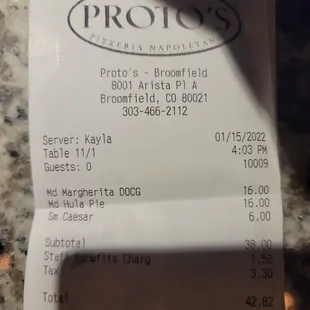 PROTO'S
PIZZERIA NAPOLETANA
Proto's - Broomfield
8001 Arista Pl A
Broomfield, CO 80021
303-466-2112
Server: Kayla 01/15/2022
Table 11/1 4:03 PM
Guests: 0 10009
Md Margherita DOCG 16.00
Md Hula Pie 16.00
Sm Caesar 6.00
Subtotal 38.00
Staff Benefits Charg 1.52
Tax 3.30
Total 42.82